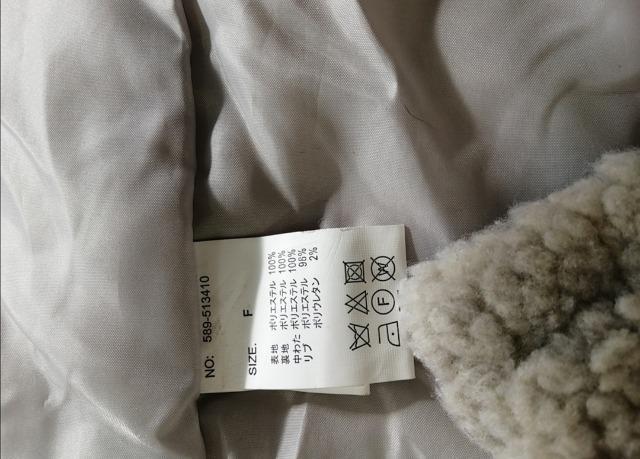 NO: 589-513410
SIZE. F
表地 ポリエステル 100%
裏地 ポリエステル 100%
中わた ポリエステル 100%
リブ ポリエステル 98%
ポリウレタン 2%
F W